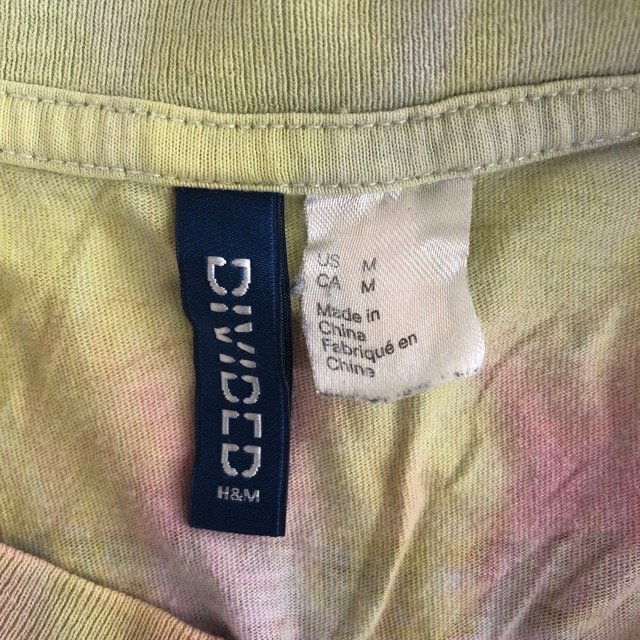 DIVIDED
H&M
US M
CA M
Made in
China
Fabriqué en
Chine